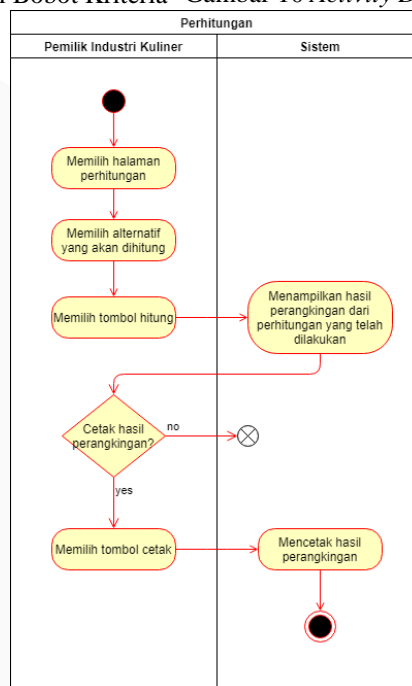 Bobot Kriteria Gambar 16 Activity D
Perhitungan
Pemilik Industri Kuliner
Sistem
Memilih halaman
perhitungan
Memilih alternatif
yang akan dihitung
Memilih tombol hitung
Menampilkan hasil
perangkingan dari
perhitungan yang telah
dilakukan
Cetak hasil
perangkingan?
no
yes
Memilih tombol cetak
Mencetak hasil
perangkingan